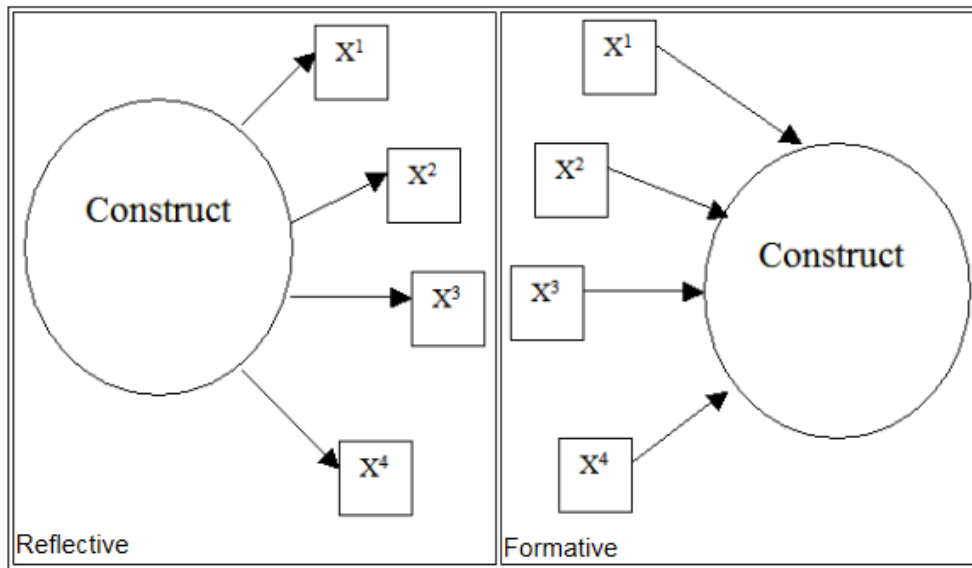 X¹
X²
Construct
X³
X⁴
Reflective
X¹
X²
Construct
X³
X⁴
Formative